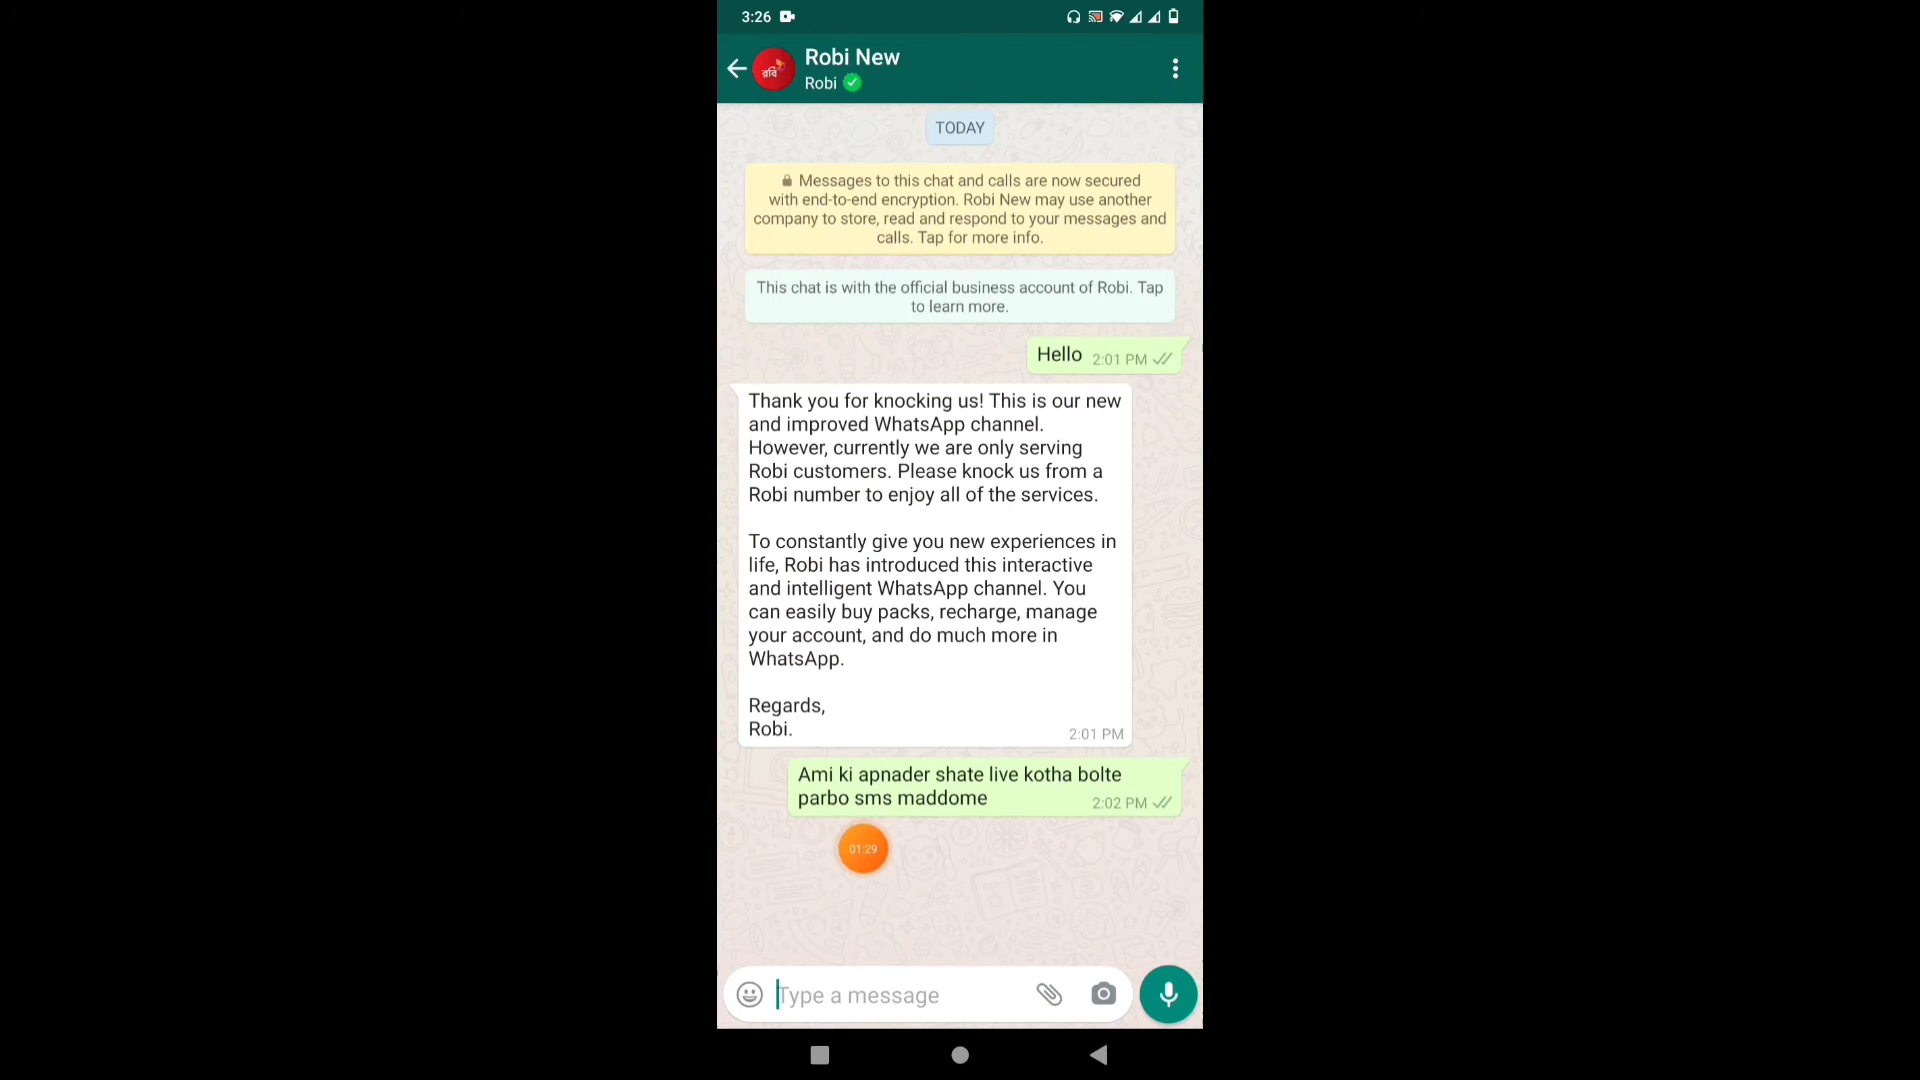 3:26
Robi New
রবি
Robi
TODAY
Messages to this chat and calls are now secured
with end-to-end encryption. Robi New may use another
company to store, read and respond to your messages and
calls. Tap for more info.
This chat is with the official business account of Robi. Tap
to learn more.
Hello 2:01 PM
Thank you for knocking us! This is our new
and improved WhatsApp channel.
However, currently we are only serving
Robi customers. Please knock us from a
Robi number to enjoy all of the services.
To constantly give you new experiences in
life, Robi has introduced this interactive
and intelligent WhatsApp channel. You
can easily buy packs, recharge, manage
your account, and do much more in
WhatsApp.
Regards,
Robi.
2:01 PM
Ami ki apnader shate live kotha bolte
parbo sms maddome 2:02 PM
01:29
Type a message